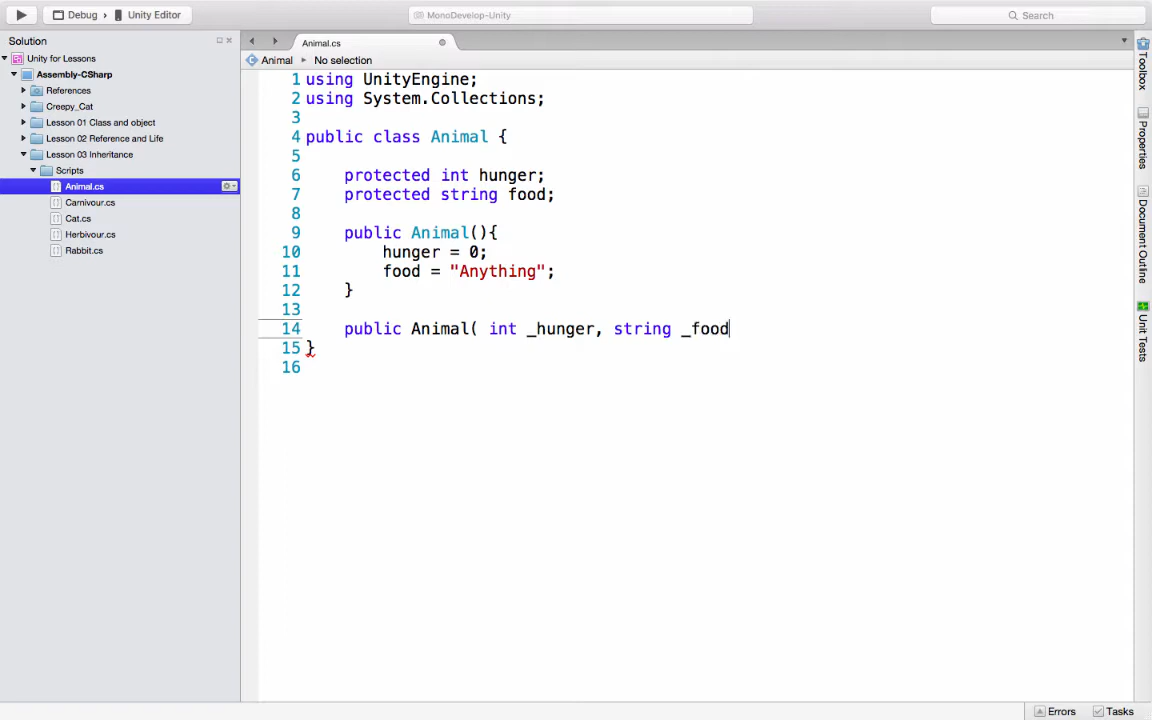 Debug › Unity Editor
MonoDevelop-Unity
Search
Solution
Unity for Lessons
Assembly-CSharp
References
Creepy_Cat
Lesson 01 Class and object
Lesson 02 Reference and Life
Lesson 03 Inheritance
Scripts
Animal.cs
Carnivour.cs
Cat.cs
Herbivour.cs
Rabbit.cs
Animal.cs
Animal ▸ No selection
1 using UnityEngine;
2 using System.Collections;
3
4 public class Animal {
5
6 protected int hunger;
7 protected string food;
8
9 public Animal(){
10 hunger = 0;
11 food = "Anything";
12 }
13
14 public Animal( int _hunger, string _food
15 }
16
Toolbox
Properties
Document Outline
Unit Tests
Errors
Tasks